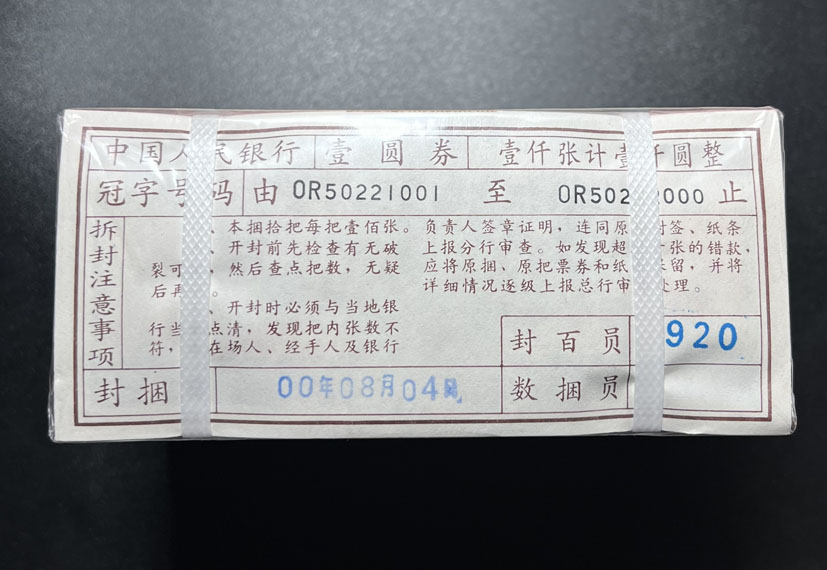 中国人民银行 壹圆券 壹仟张计壹仟圆整
冠字号码 由 OR50221001 至 OR50222000 止
拆封注意事项
、本捆拾把每把壹佰张。
、开封前先检查有无破
裂可 ，然后查点把数，无疑
后再 。
、开封时必须与当地银
行当 点清，发现把内张数不
符， 在场人、经手人及银行
负责人签章证明，连同原 封签、纸条
上报分行审查。如发现超 张的错款，
应将原捆、原把票券和纸 保留，并将
详细情况逐级上报总行审 处理。
封百员 920
封捆 00年08月04 数捆员